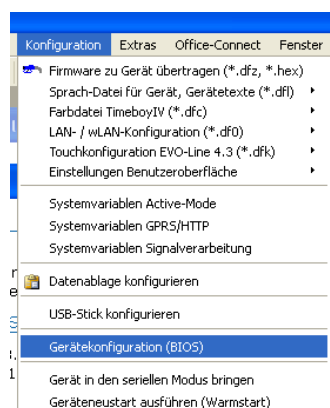 Konfiguration Extras Office-Connect Fenster
Firmware zu Gerät übertragen (*.dfz, *.hex)
Sprach-Datei für Gerät, Gerätetexte (*.dfl)
Farbdatei TimeboyIV (*.dfc)
LAN- / wLAN-Konfiguration (*.df0)
Touchkonfiguration EVO-Line 4.3 (*.dfk)
Einstellungen Benutzeroberfläche
Systemvariablen Active-Mode
Systemvariablen GPRS/HTTP
Systemvariablen Signalverarbeitung
Datenablage konfigurieren
USB-Stick konfigurieren
Gerätekonfiguration (BIOS)
Gerät in den seriellen Modus bringen
Geräteneustart ausführen (Warmstart)